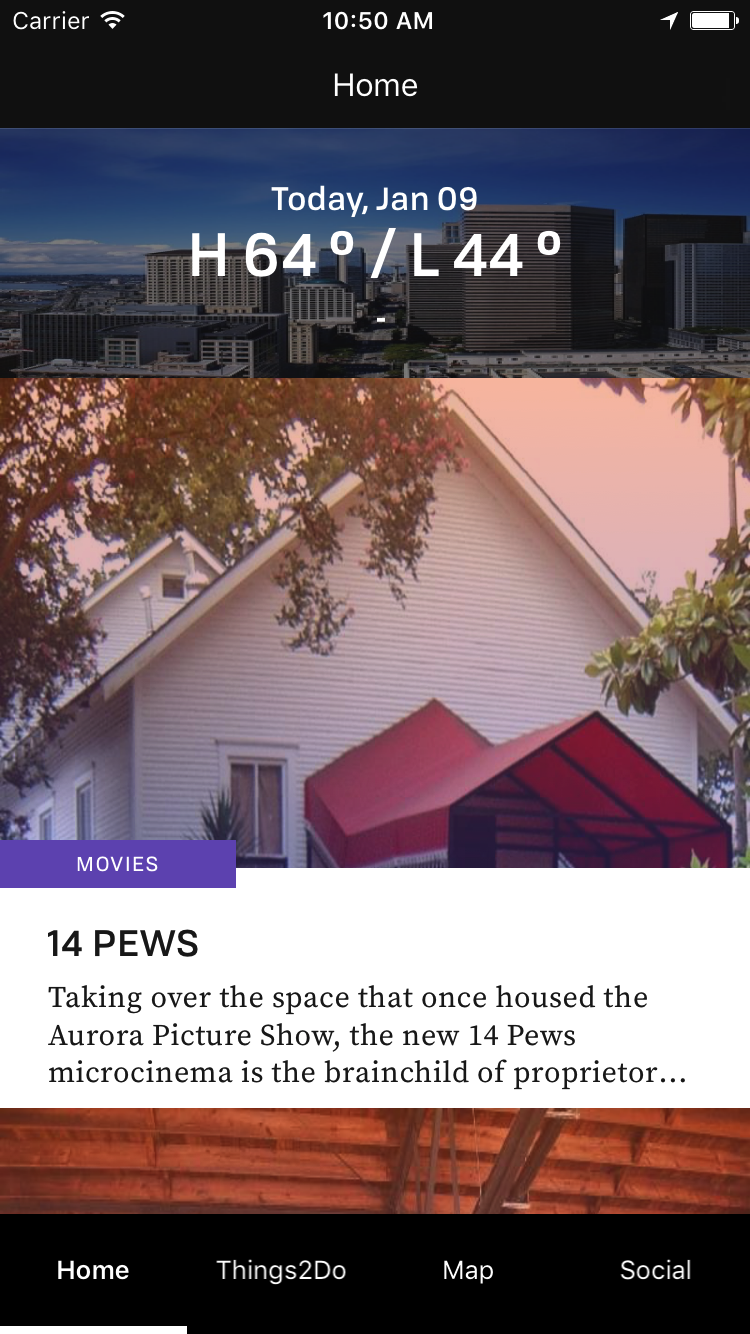 Carrier 10:50 AM
Home
Today, Jan 09
H 64 º / L 44 º
-
MOVIES
14 PEWS
Taking over the space that once housed the
Aurora Picture Show, the new 14 Pews
microcinema is the brainchild of proprietor...
Home Things2Do Map Social